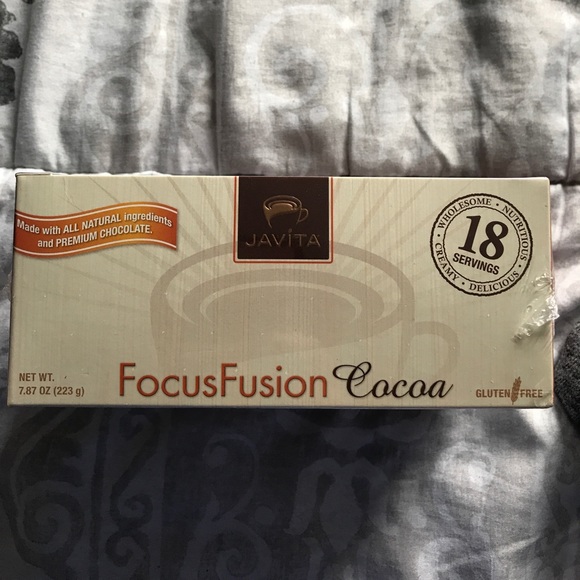 Made with ALL NATURAL ingredients
and PREMIUM CHOCOLATE.
JAVÍTA
WHOLESOME • NUTRITIOUS • DELICIOUS • CREAMY •
18
SERVINGS
NET WT.
7.87 OZ (223 g)
FocusFusion Cocoa
GLUTEN FREE